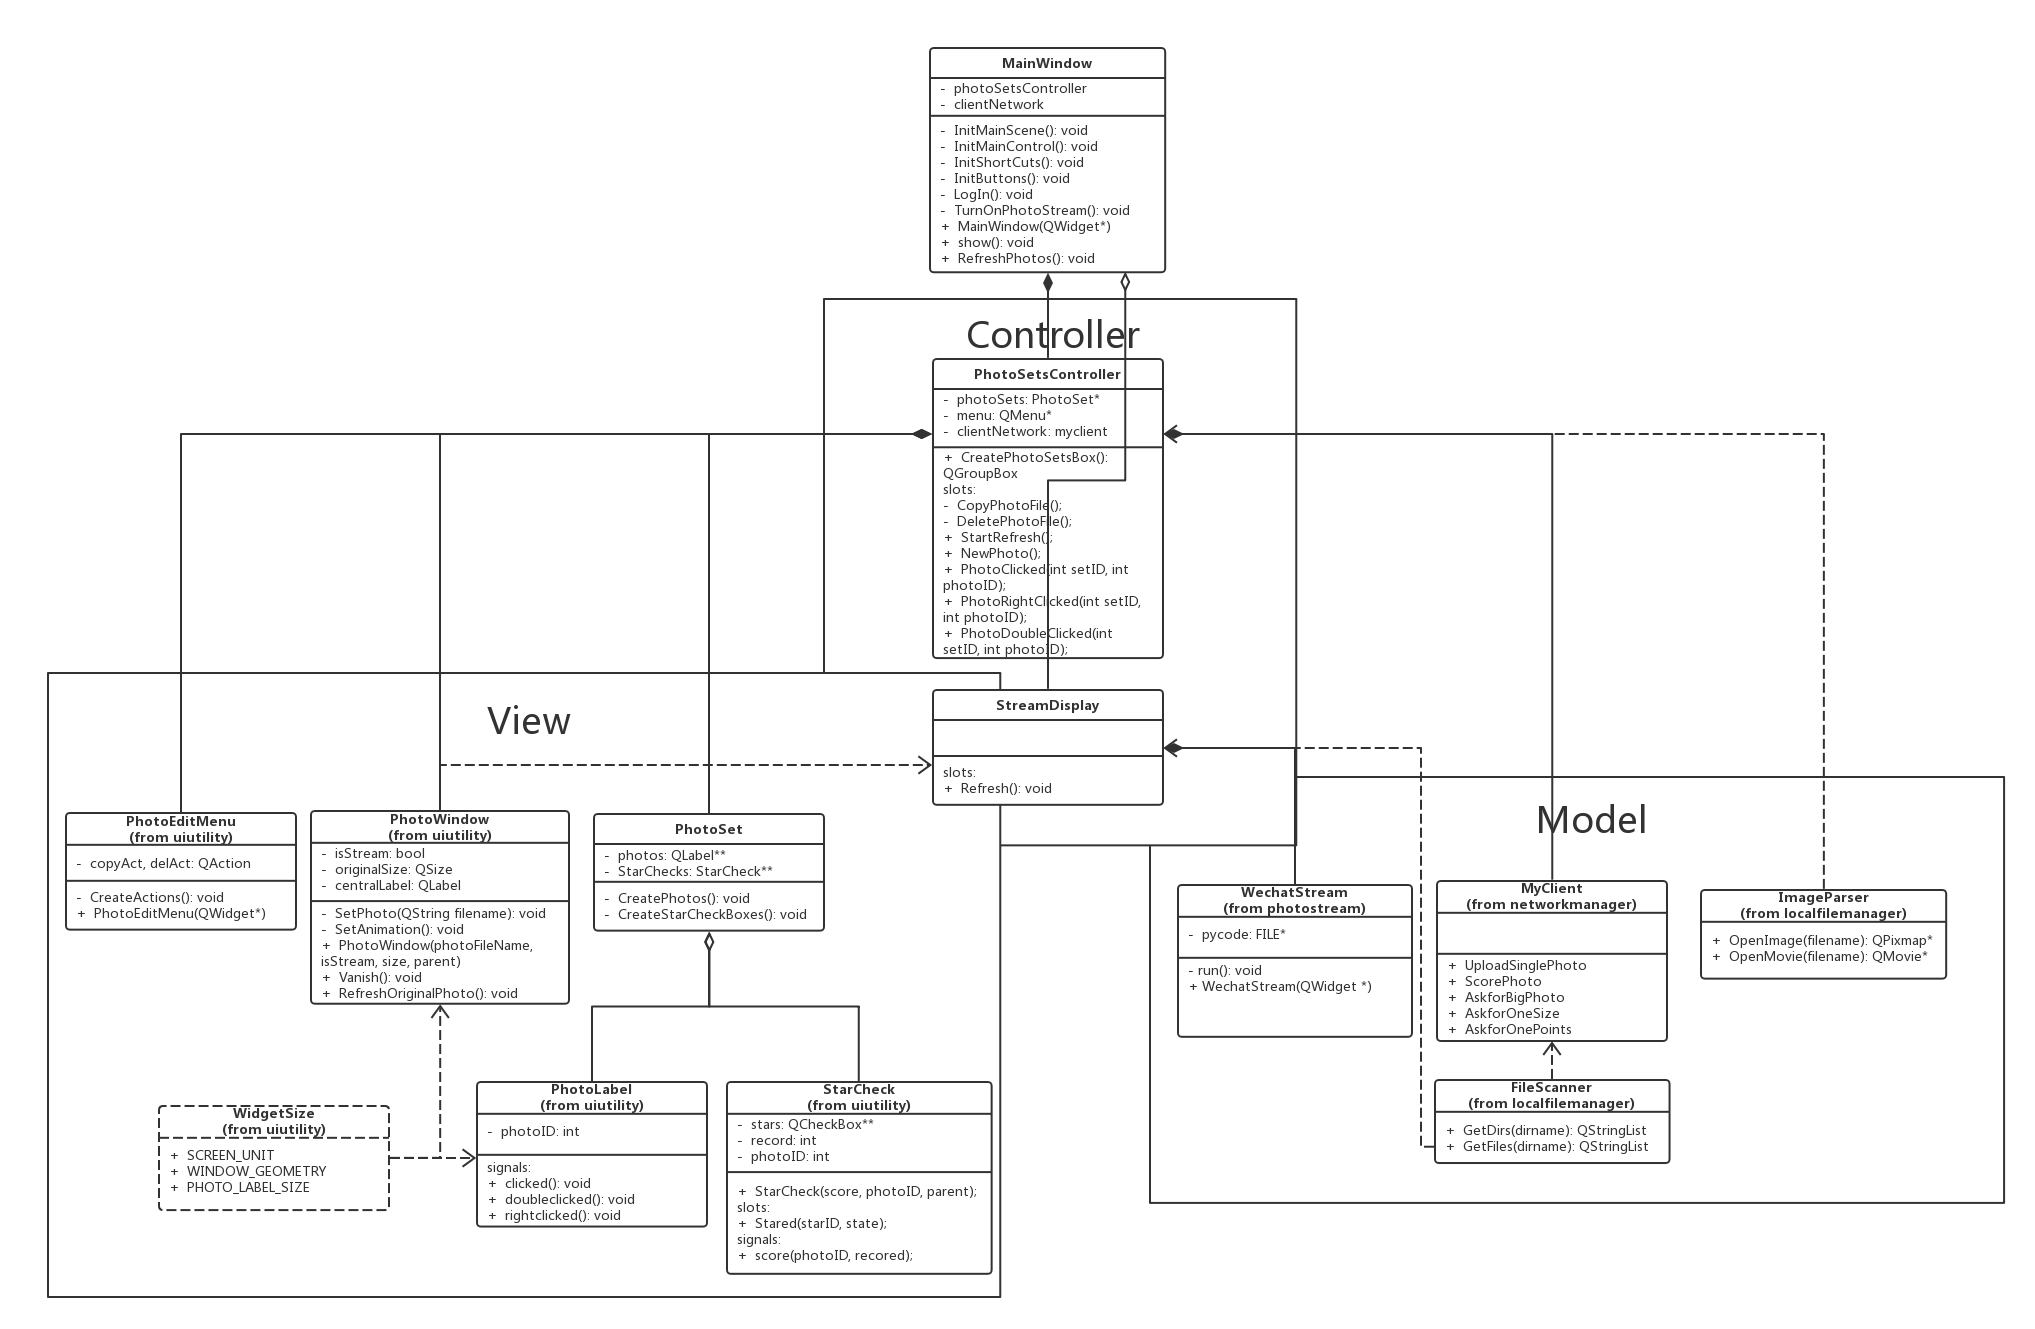 MainWindow
- photoSetsController
- clientNetwork
- InitMainScene(): void
- InitMainControl(): void
- InitShortCuts(): void
- InitButtons(): void
- LogIn(): void
- TurnOnPhotoStream(): void
+ MainWindow(QWidget*)
+ show(): void
+ RefreshPhotos(): void
Controller
PhotoSetsController
- photoSets: PhotoSet*
- menu: QMenu*
- clientNetwork: myclient
+ CreatePhotoSetsBox():
QGroupBox
slots:
- CopyPhotoFile();
- DeletePhotoFile();
+ StartRefresh();
+ NewPhoto();
+ PhotoClicked(int setID, int
photoID);
+ PhotoRightClicked(int setID,
int photoID);
+ PhotoDoubleClicked(int
setID, int photoID);
View
StreamDisplay
slots:
+ Refresh(): void
Model
PhotoEditMenu
(from uiutility)
- copyAct, delAct: QAction
- CreateActions(): void
+ PhotoEditMenu(QWidget*)
PhotoWindow
(from uiutility)
- isStream: bool
- originalSize: QSize
- centralLabel: QLabel
- SetPhoto(QString filename): void
- SetAnimation(): void
+ PhotoWindow(photoFileName,
isStream, size, parent)
+ Vanish(): void
+ RefreshOriginalPhoto(): void
PhotoSet
- photos: QLabel**
- StarChecks: StarCheck**
- CreatePhotos(): void
- CreateStarCheckBoxes(): void
WechatStream
(from photostream)
- pycode: FILE*
- run(): void
+ WechatStream(QWidget *)
MyClient
(from networkmanager)
+ UploadSinglePhoto
+ ScorePhoto
+ AskforBigPhoto
+ AskforOneSize
+ AskforOnePoints
ImageParser
(from localfilemanager)
+ OpenImage(filename): QPixmap*
+ OpenMovie(filename): QMovie*
WidgetSize
(from uiutility)
+ SCREEN_UNIT
+ WINDOW_GEOMETRY
+ PHOTO_LABEL_SIZE
PhotoLabel
(from uiutility)
- photoID: int
signals:
+ clicked(): void
+ doubleclicked(): void
+ rightclicked(): void
StarCheck
(from uiutility)
- stars: QCheckBox**
- record: int
- photoID: int
+ StarCheck(score, photoID, parent);
slots:
+ Stared(starID, state);
signals:
+ score(photoID, recored);
FileScanner
(from localfilemanager)
+ GetDirs(dirname): QStringList
+ GetFiles(dirname): QStringList